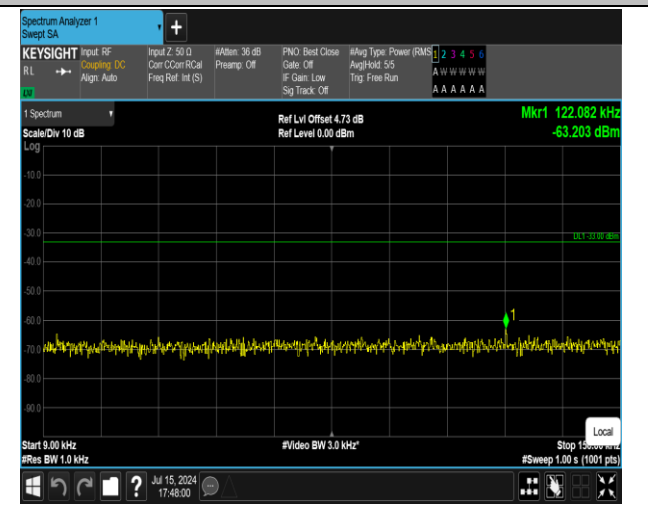 Spectrum Analyzer 1
Swept SA
+
KEYSIGHT
RL
Input: RF
Coupling: DC
Align: Auto
Input Z: 50 Ω
Corr CCorr RCal
Freq Ref: Int (S)
#Atten: 36 dB
Preamp: Off
PNO: Best Close
Gate: Off
IF Gain: Low
Sig Track: Off
#Avg Type: Power (RMS
Avg|Hold: 5/5
Trig: Free Run
1 2 3 4 5 6
A W W W W W
A A A A A A
1 Spectrum
Scale/Div 10 dB
Log
Ref Lvl Offset 4.73 dB
Ref Level 0.00 dBm
Mkr1 122.082 kHz
-63.203 dBm
-10.0
-20.0
-30.0
DL1 -33.00 dBm
-40.0
-50.0
-60.0
1
-70.0
-80.0
-90.0
Local
Start 9.00 kHz
#Res BW 1.0 kHz
#Video BW 3.0 kHz*
Stop
#Sweep 1.00 s (1001 pts)
?
Jul 15, 2024
17:48:00